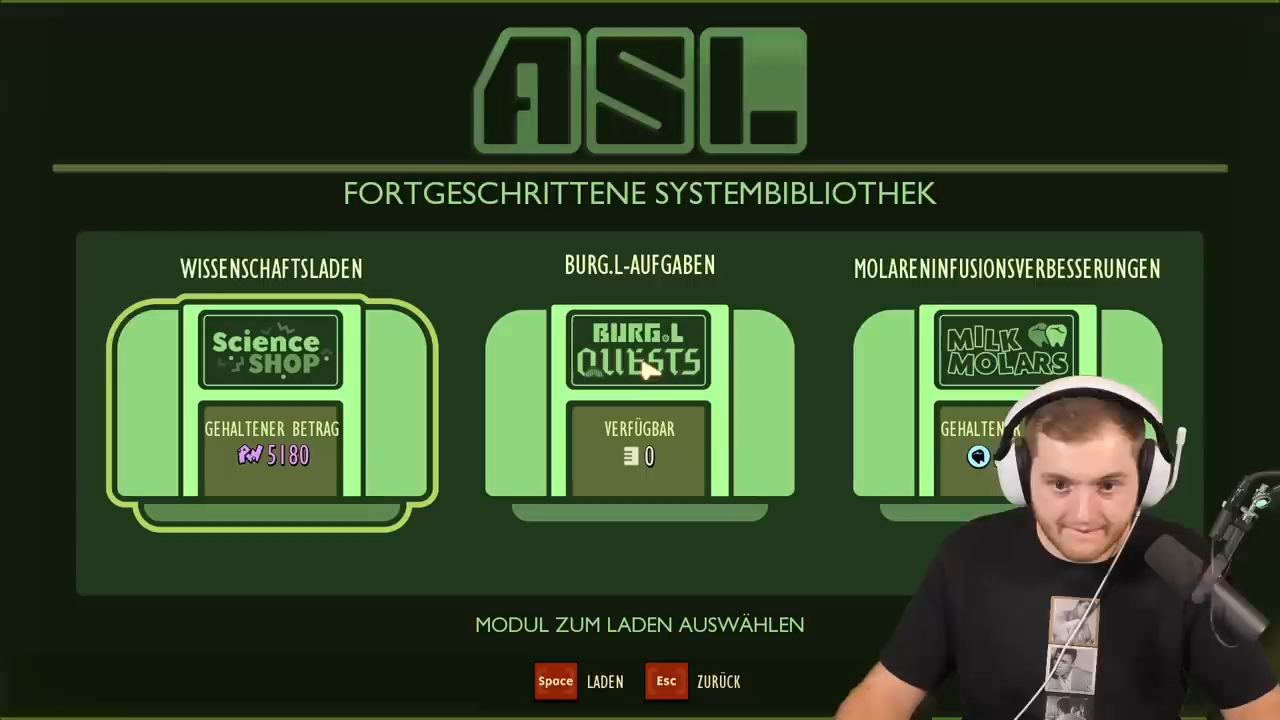 ASL
FORTGESCHRITTENE SYSTEMBIBLIOTHEK
WISSENSCHAFTSLADEN
BURG.L-AUFGABEN
MOLARENINFUSIONSVERBESSERUNGEN
Science
SHOP
BURG.L
QUESTS
MILK
MOLARS
GEHALTENER BETRAG
5180
VERFÜGBAR
0
MODUL ZUM LADEN AUSWÄHLEN
Space LADEN Esc ZURÜCK